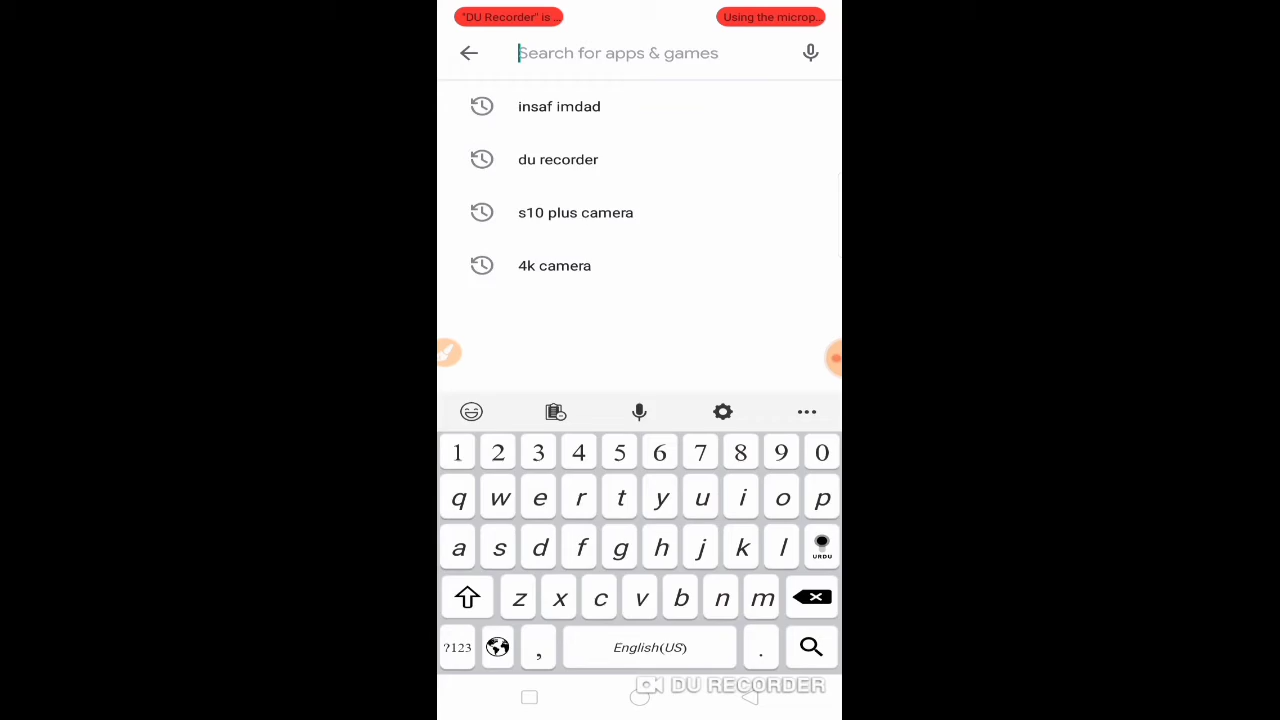 "DU Recorder" is ...
Using the microp...
Search for apps & games
insaf imdad
du recorder
s10 plus camera
4k camera
1 2 3 4 5 6 7 8 9 0
q w e r t y u i o p
a s d f g h j k l URDU
z x c v b n m
?123 , English(US) .
DU RECORDER